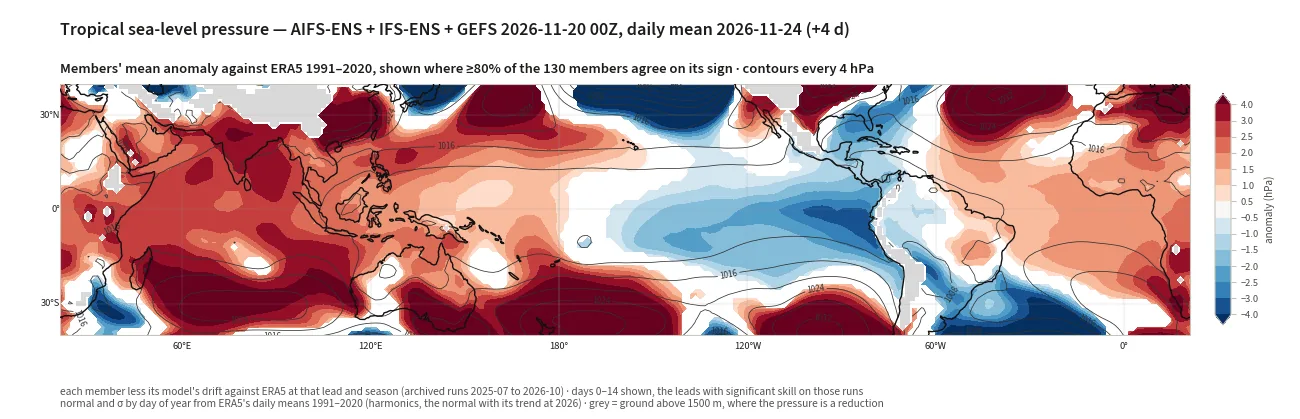 Tropical sea-level pressure — AIFS-ENS + IFS-ENS + GEFS 2026-11-20 00Z, daily mean 2026-11-24 (+4 d)
Members' mean anomaly against ERA5 1991–2020, shown where ≥80% of the 130 members agree on its sign · contours every 4 hPa
30°N
0°
30°S
60°E
120°E
180°
120°W
60°W
0°
1016
1016
1016
1016
1016
1024
1008
1016
4.0
3.0
2.5
2.0
1.5
1.0
0.5
−0.5
−1.0
−1.5
−2.0
−2.5
−3.0
−4.0
anomaly (hPa)
each member less its model's drift against ERA5 at that lead and season (archived runs 2025-07 to 2026-10) · days 0–14 shown, the leads with significant skill on those runs
normal and σ by day of year from ERA5's daily means 1991–2020 (harmonics, the normal with its trend at 2026) · grey = ground above 1500 m, where the pressure is a reduction